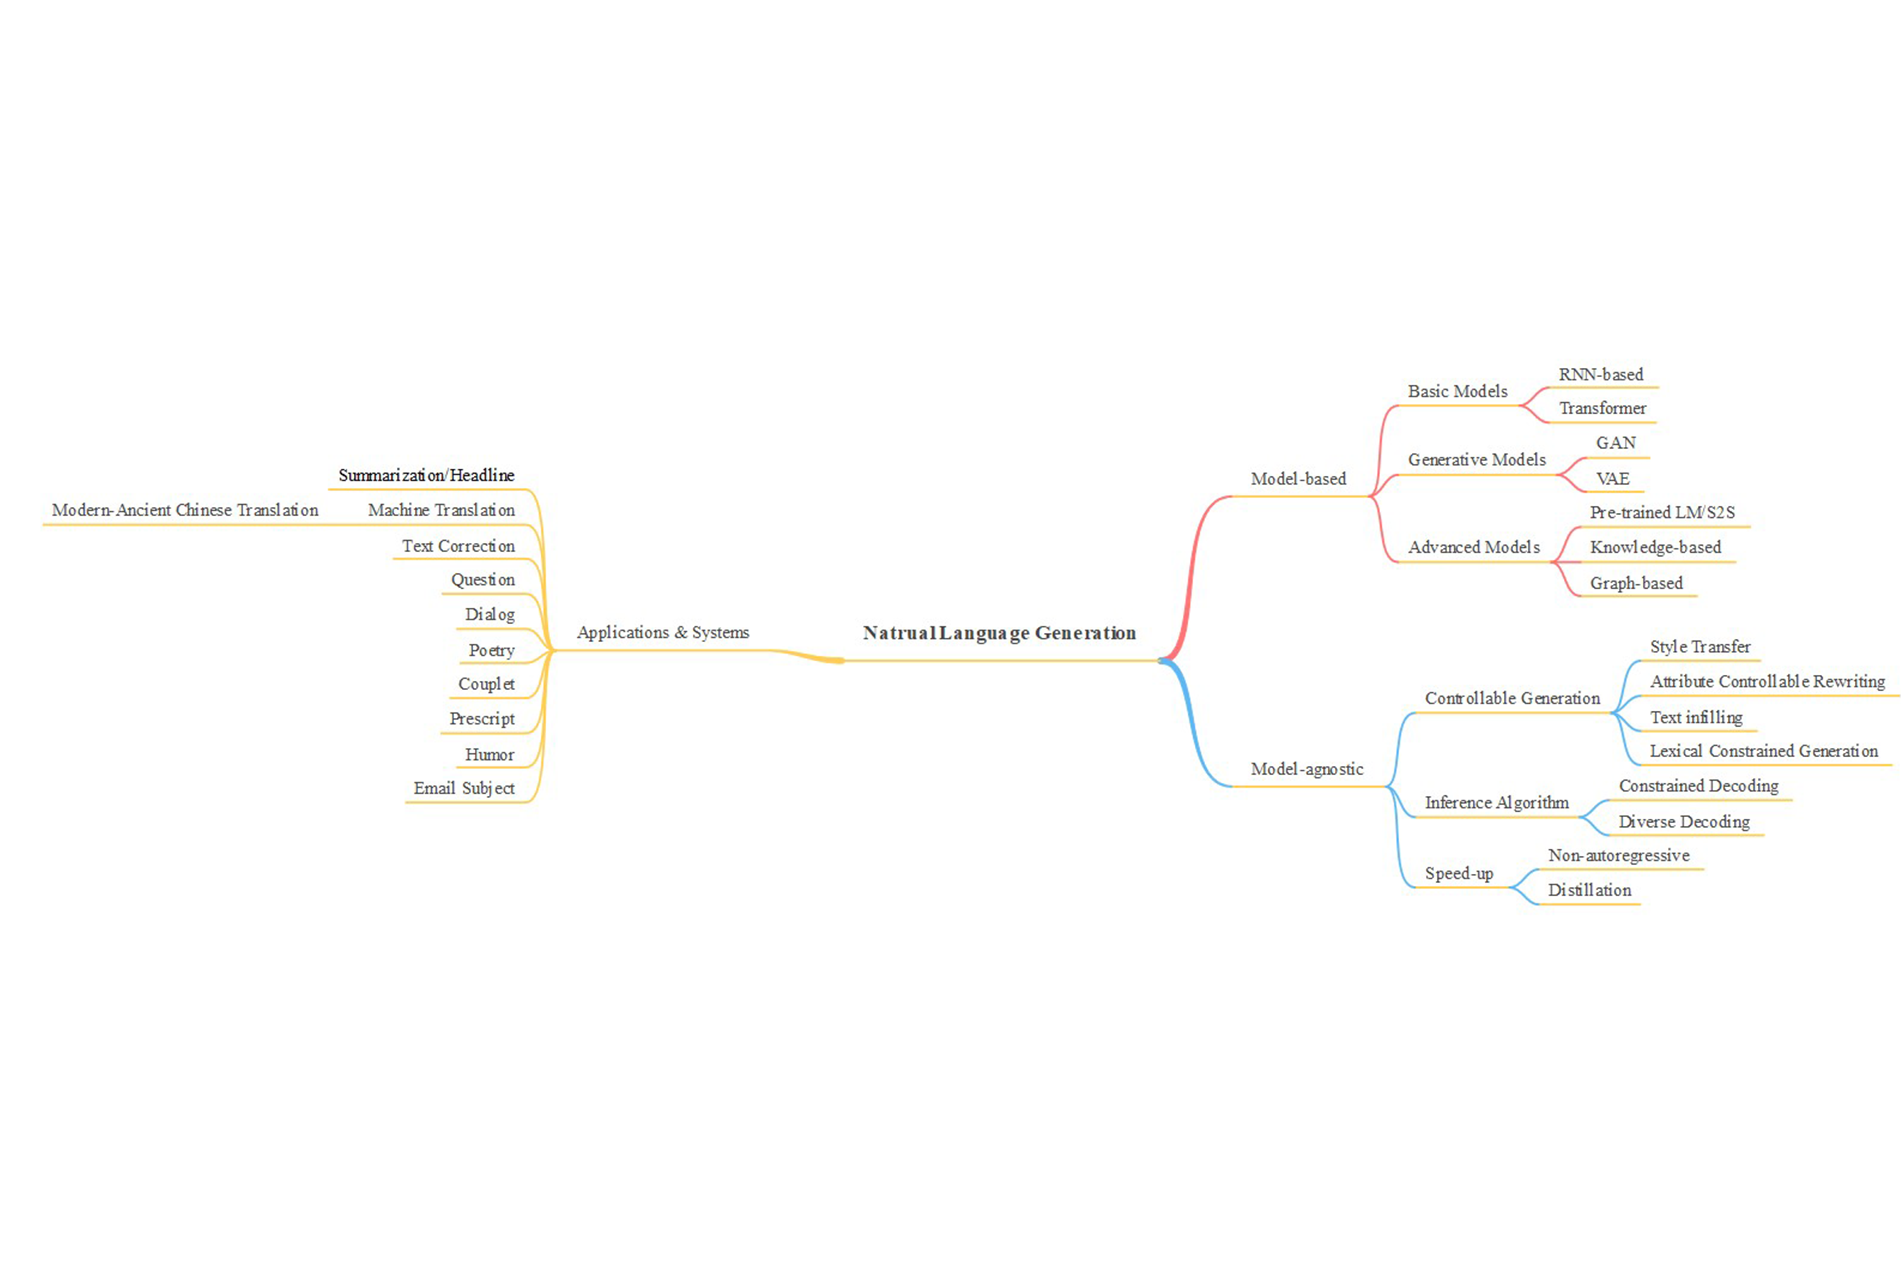 Summarization/Headline
Modern-Ancient Chinese Translation
Machine Translation
Text Correction
Question
Dialog
Poetry
Couplet
Prescript
Humor
Email Subject
Applications & Systems
Natrual Language Generation
Model-based
Basic Models
RNN-based
Transformer
Generative Models
GAN
VAE
Advanced Models
Pre-trained LM/S2S
Knowledge-based
Graph-based
Model-agnostic
Controllable Generation
Style Transfer
Attribute Controllable Rewriting
Text infilling
Lexical Constrained Generation
Inference Algorithm
Constrained Decoding
Diverse Decoding
Speed-up
Non-autoregressive
Distillation